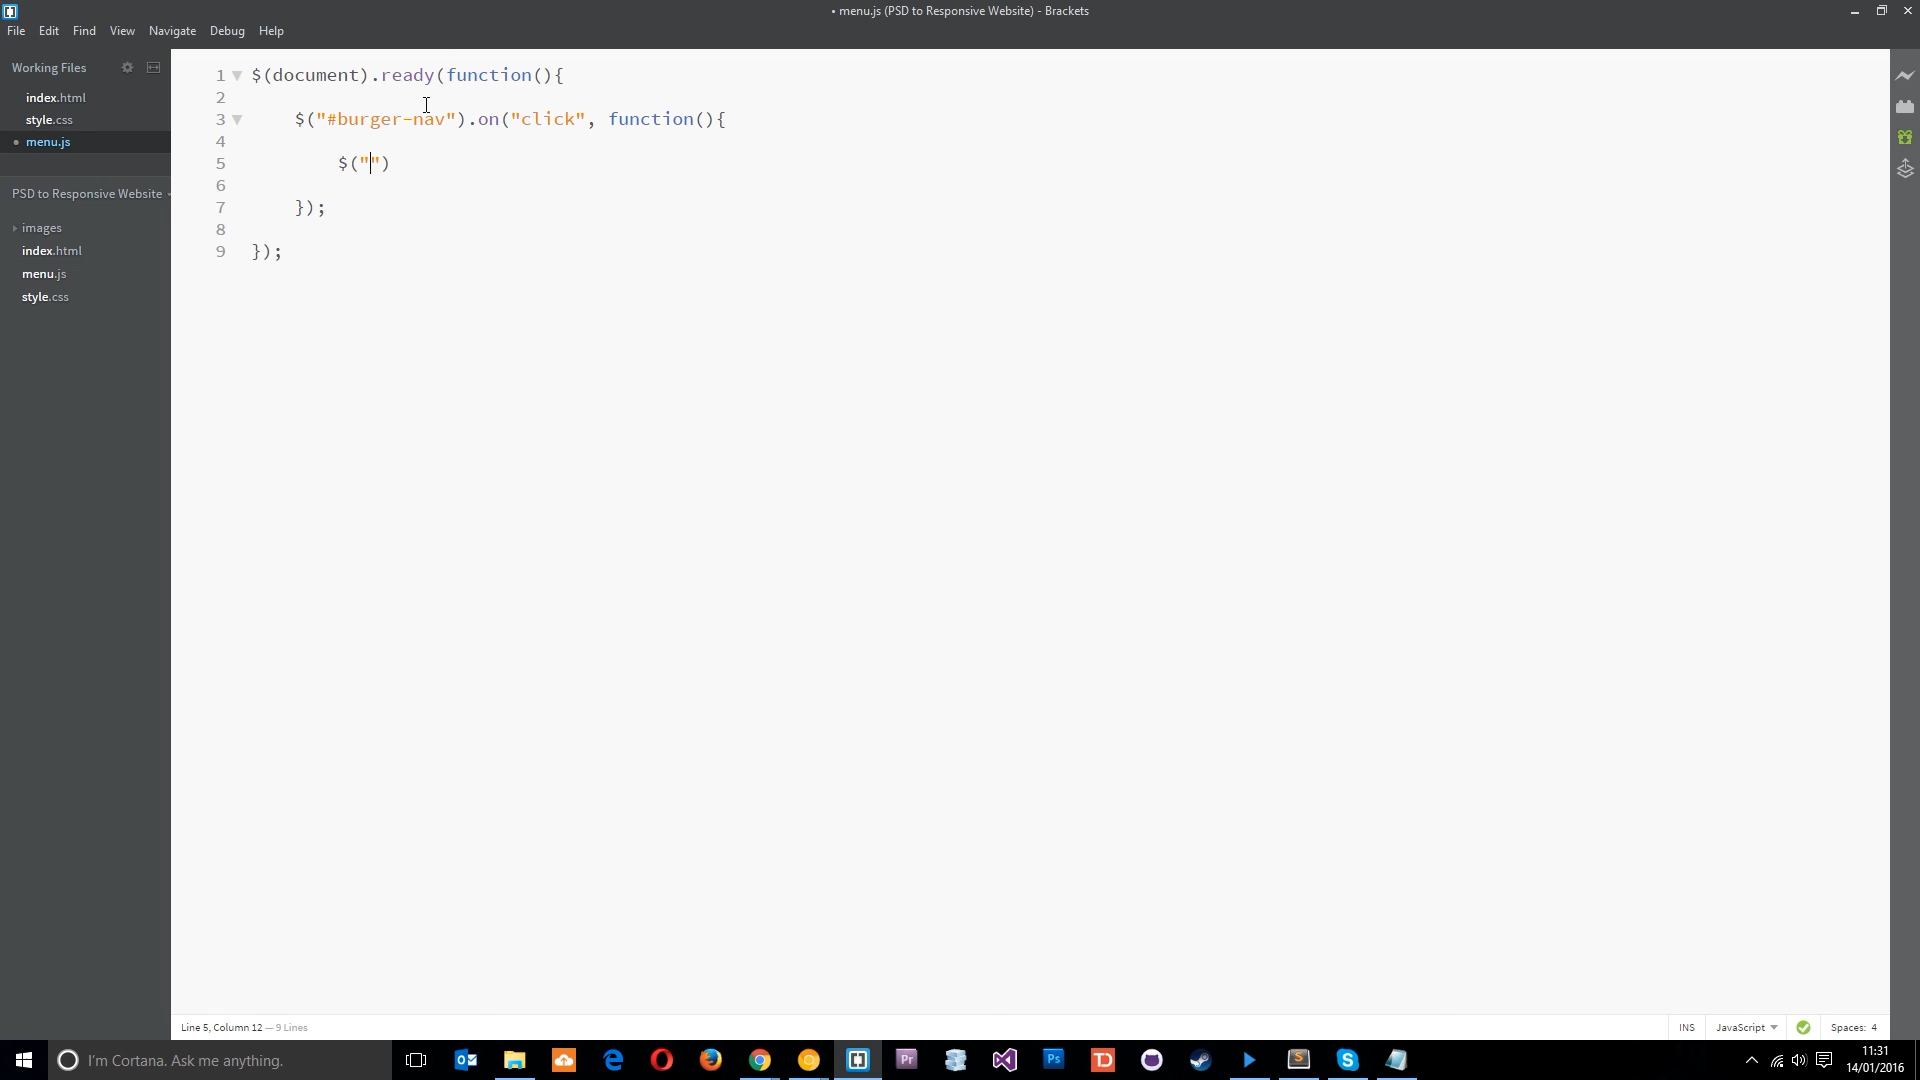 • menu.js (PSD to Responsive Website) - Brackets
File Edit Find View Navigate Debug Help
Working Files
index.html
style.css
• menu.js
PSD to Responsive Website
images
index.html
menu.js
style.css
1 $(document).ready(function(){
2
3 $("#burger-nav").on("click", function(){
4
5 $("")
6
7 });
8
9 });
Line 5, Column 12 — 9 Lines
INS JavaScript Spaces: 4
I'm Cortana. Ask me anything.
Pr
Ps
TD
S
S
11:31
14/01/2016